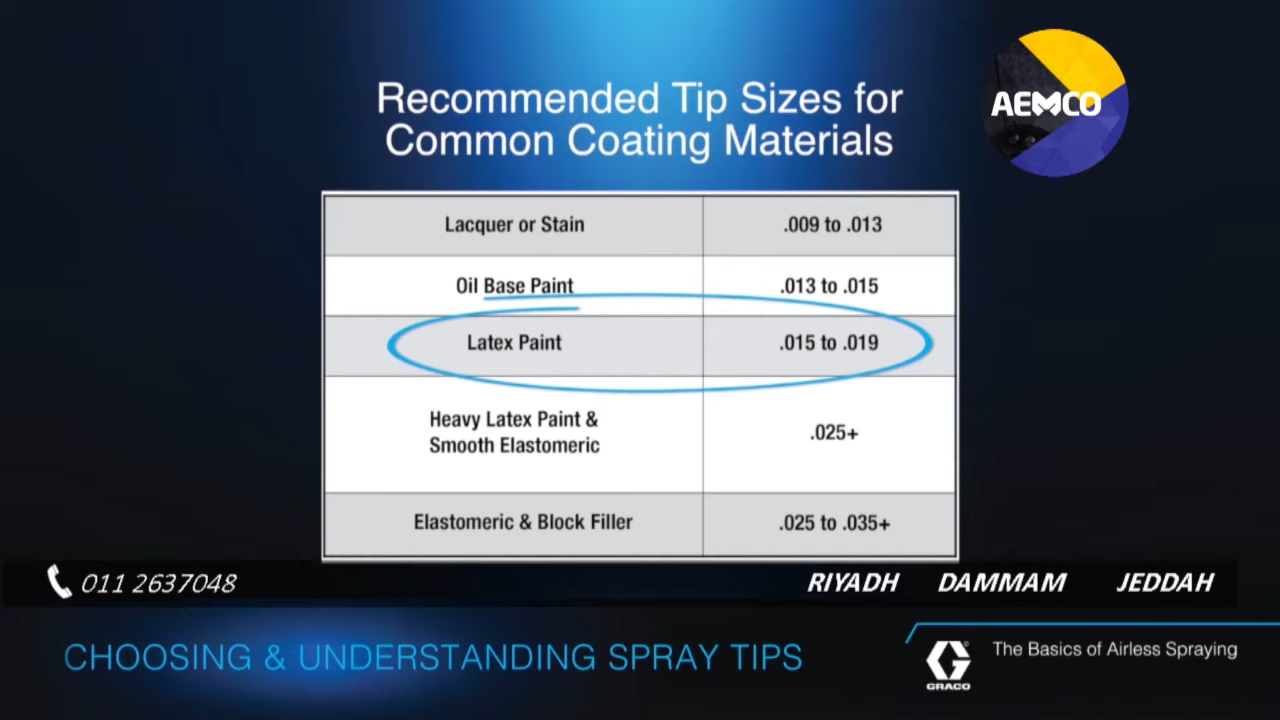 AEMCO
Recommended Tip Sizes for
Common Coating Materials
Lacquer or Stain .009 to .013
Oil Base Paint .013 to .015
Latex Paint .015 to .019
Heavy Latex Paint &
Smooth Elastomeric
.025+
Elastomeric & Block Filler .025 to .035+
011 2637048 RIYADH DAMMAM JEDDAH
CHOOSING & UNDERSTANDING SPRAY TIPS
GRACO
The Basics of Airless Spraying